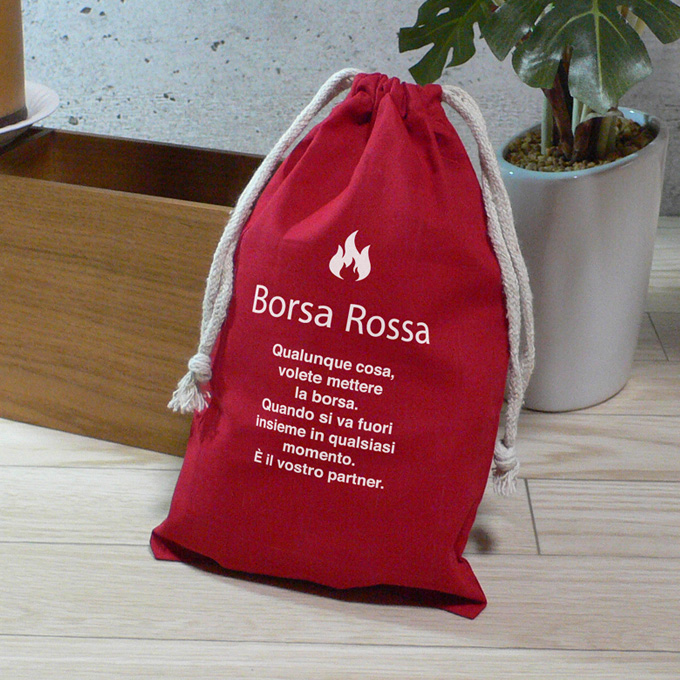 Borsa Rossa
Qualunque cosa,
volete mettere
la borsa.
Quando si va fuori
insieme in qualsiasi
momento.
È il vostro partner.